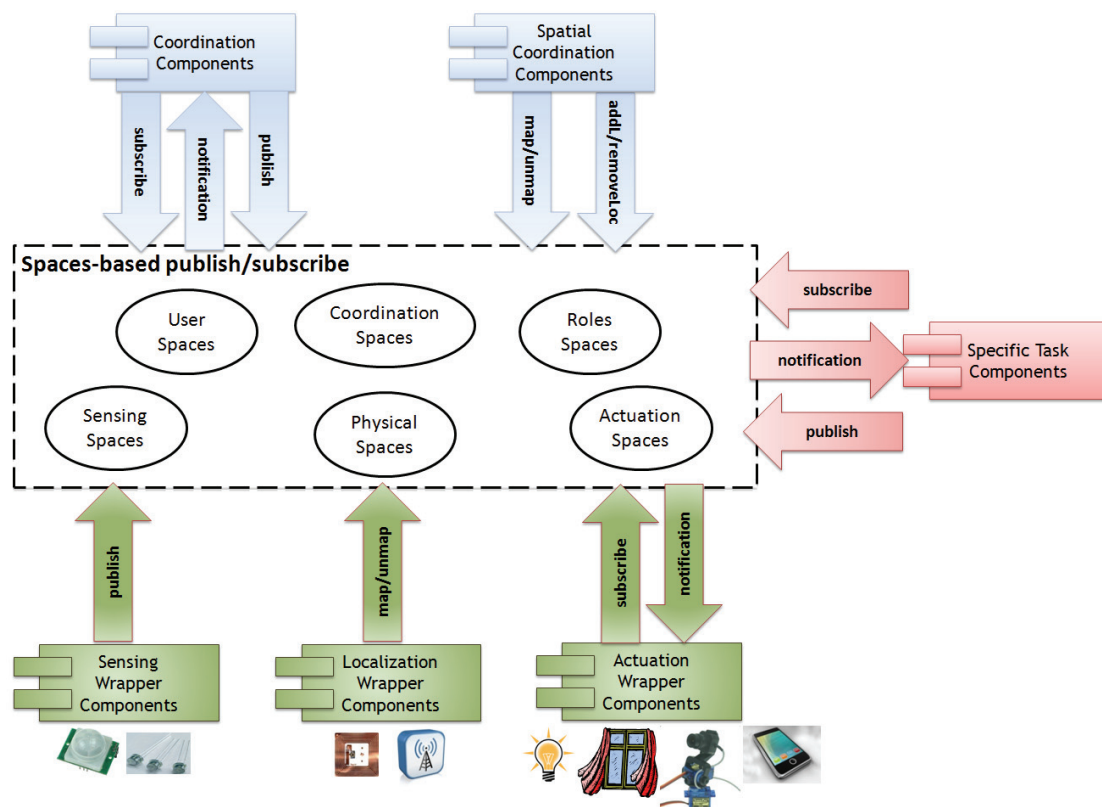 Coordination
Components
Spatial
Coordination
Components
subscribe
notification
publish
map/unmap
addL/removeLoc
Spaces-based publish/subscribe
User
Spaces
Coordination
Spaces
Roles
Spaces
Sensing
Spaces
Physical
Spaces
Actuation
Spaces
subscribe
notification
publish
Specific Task
Components
publish
map/unmap
subscribe
notification
Sensing
Wrapper
Components
Localization
Wrapper
Components
Actuation
Wrapper
Components